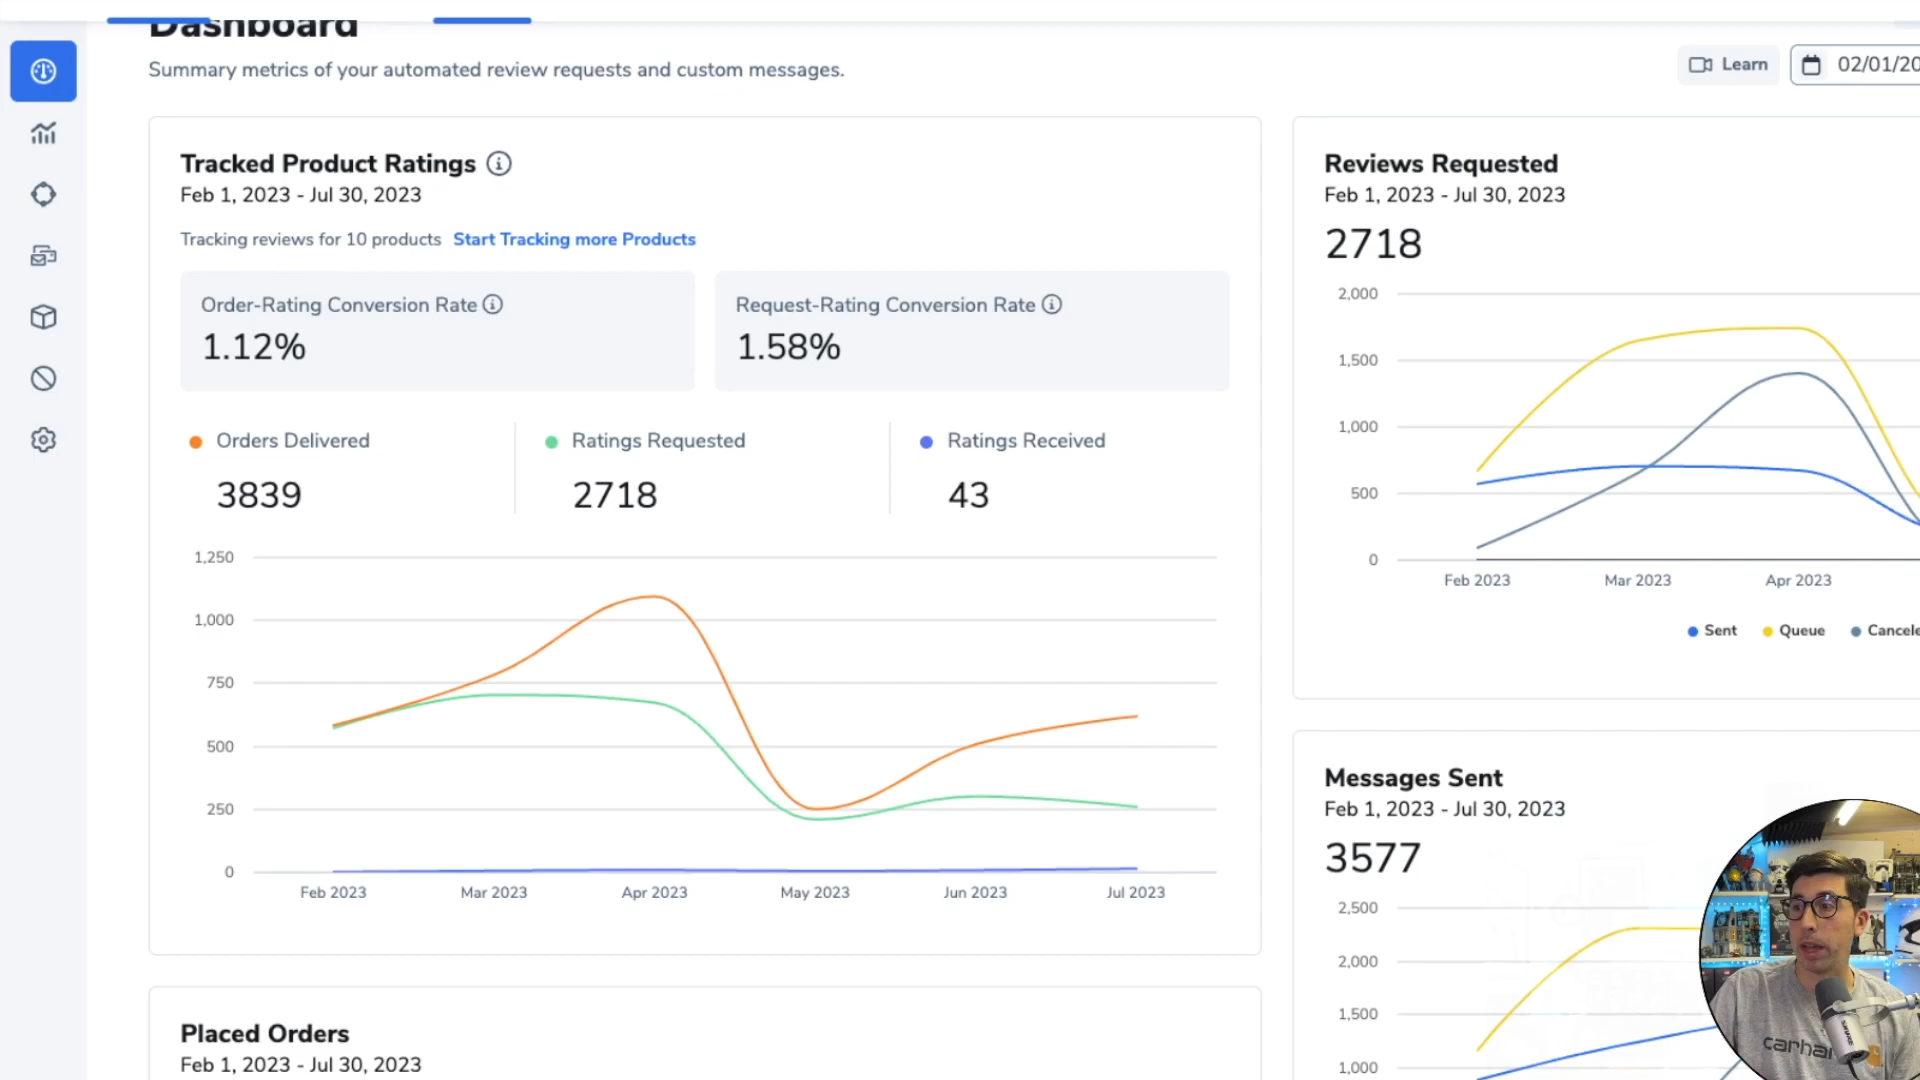 Dashboard
Summary metrics of your automated review requests and custom messages.
Learn
02/01/20
Tracked Product Ratings
Feb 1, 2023 - Jul 30, 2023
Tracking reviews for 10 products Start Tracking more Products
Order-Rating Conversion Rate
1.12%
Request-Rating Conversion Rate
1.58%
Orders Delivered
3839
Ratings Requested
2718
Ratings Received
43
1,250
1,000
750
500
250
0
Feb 2023 Mar 2023 Apr 2023 May 2023 Jun 2023 Jul 2023
Placed Orders
Feb 1, 2023 - Jul 30, 2023
Reviews Requested
Feb 1, 2023 - Jul 30, 2023
2718
2,000
1,500
1,000
500
0
Feb 2023 Mar 2023 Apr 2023
Sent Queue Cancele
Messages Sent
Feb 1, 2023 - Jul 30, 2023
3577
2,500
2,000
1,500
1,000
carhar